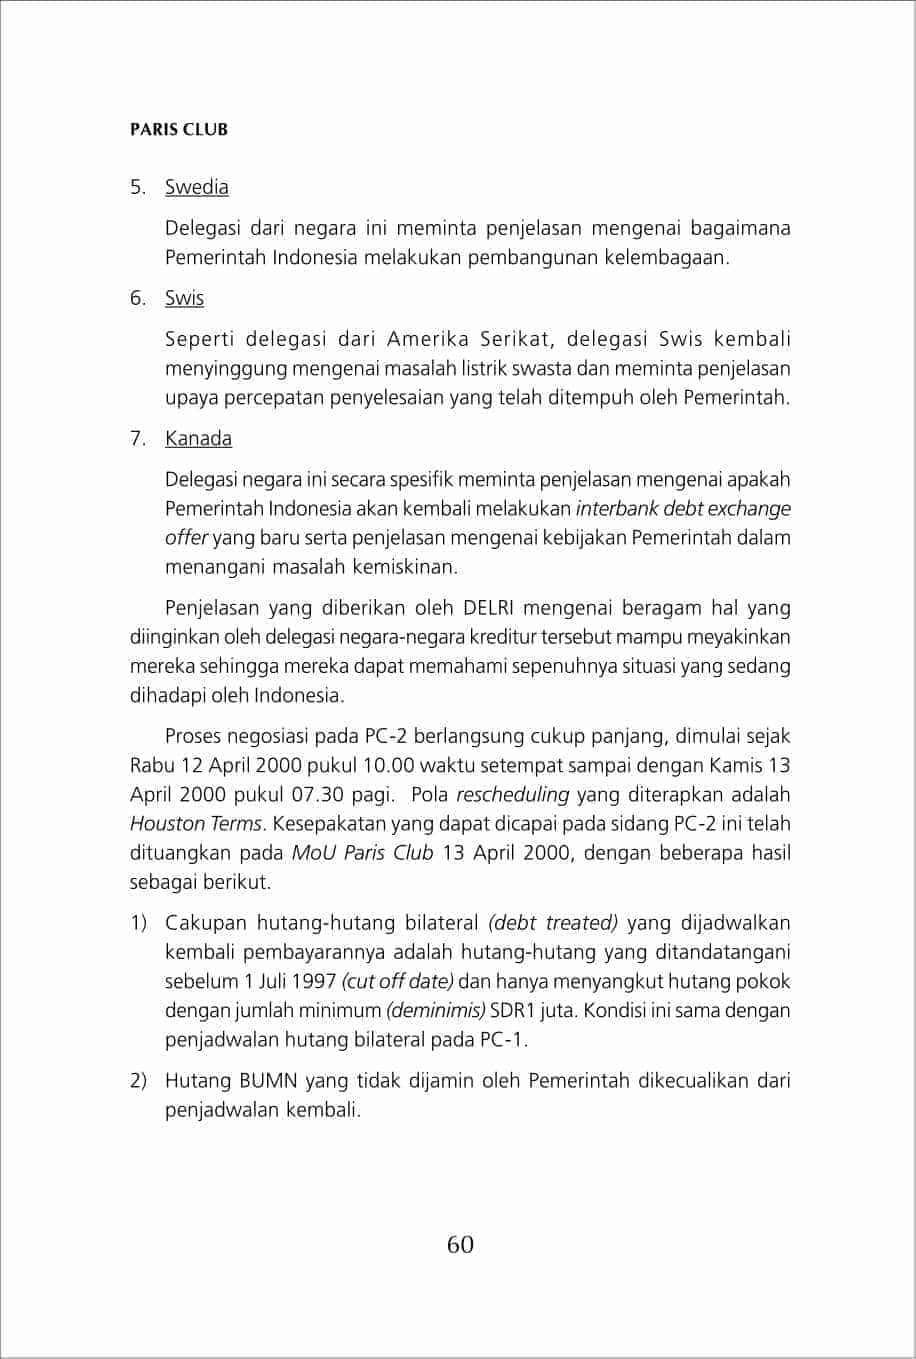 PARIS CLUB
5. Swedia
Delegasi dari negara ini meminta penjelasan mengenai bagaimana
Pemerintah Indonesia melakukan pembangunan kelembagaan.
6. Swis
Seperti delegasi dari Amerika Serikat, delegasi Swis kembali
menyinggung mengenai masalah listrik swasta dan meminta penjelasan
upaya percepatan penyelesaian yang telah ditempuh oleh Pemerintah.
7. Kanada
Delegasi negara ini secara spesifik meminta penjelasan mengenai apakah
Pemerintah Indonesia akan kembali melakukan interbank debt exchange
offer yang baru serta penjelasan mengenai kebijakan Pemerintah dalam
menangani masalah kemiskinan.
Penjelasan yang diberikan oleh DELRI mengenai beragam hal yang
diinginkan oleh delegasi negara-negara kreditur tersebut mampu meyakinkan
mereka sehingga mereka dapat memahami sepenuhnya situasi yang sedang
dihadapi oleh Indonesia.
Proses negosiasi pada PC-2 berlangsung cukup panjang, dimulai sejak
Rabu 12 April 2000 pukul 10.00 waktu setempat sampai dengan Kamis 13
April 2000 pukul 07.30 pagi. Pola rescheduling yang diterapkan adalah
Houston Terms. Kesepakatan yang dapat dicapai pada sidang PC-2 ini telah
dituangkan pada MoU Paris Club 13 April 2000, dengan beberapa hasil
sebagai berikut.
1) Cakupan hutang-hutang bilateral (debt treated) yang dijadwalkan
kembali pembayarannya adalah hutang-hutang yang ditandatangani
sebelum 1 Juli 1997 (cut off date) dan hanya menyangkut hutang pokok
dengan jumlah minimum (deminimis) SDR1 juta. Kondisi ini sama dengan
penjadwalan hutang bilateral pada PC-1.
2) Hutang BUMN yang tidak dijamin oleh Pemerintah dikecualikan dari
penjadwalan kembali.
60